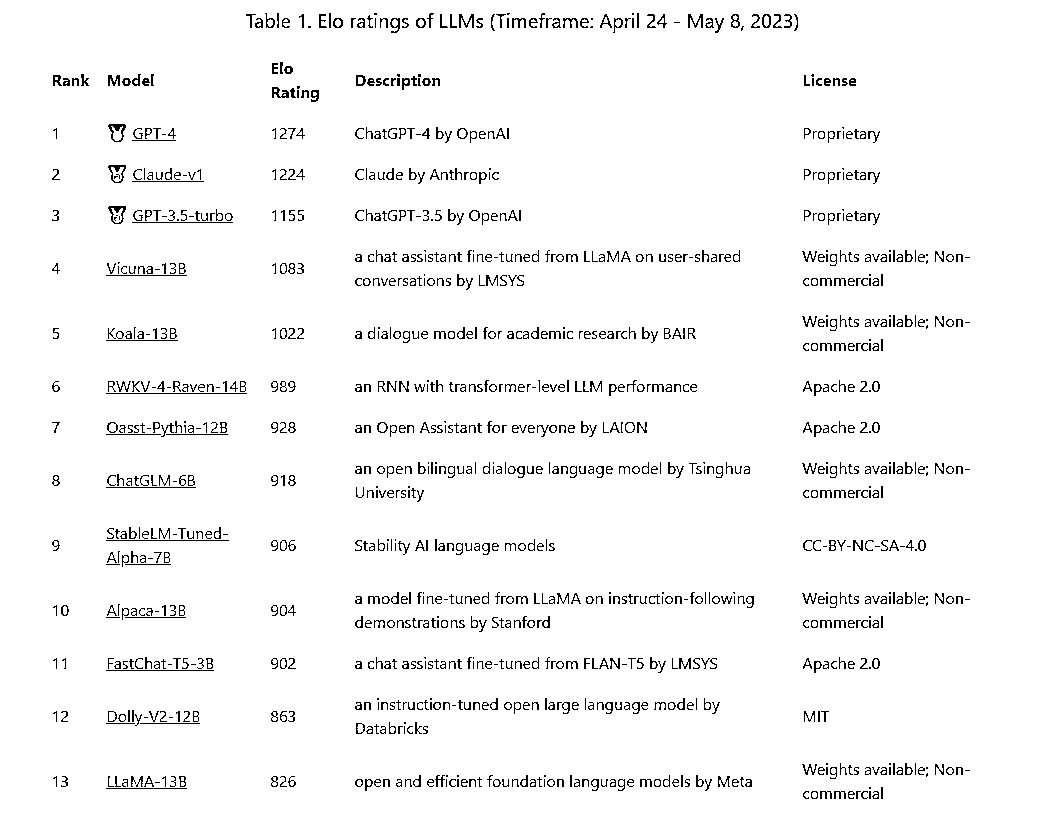 Table 1. Elo ratings of LLMs (Timeframe: April 24 - May 8, 2023)
Rank Model Elo Rating Description License
1 GPT-4 1274 ChatGPT-4 by OpenAI Proprietary
2 Claude-v1 1224 Claude by Anthropic Proprietary
3 GPT-3.5-turbo 1155 ChatGPT-3.5 by OpenAI Proprietary
4 Vicuna-13B 1083 a chat assistant fine-tuned from LLaMA on user-shared conversations by LMSYS Weights available; Non-commercial
5 Koala-13B 1022 a dialogue model for academic research by BAIR Weights available; Non-commercial
6 RWKV-4-Raven-14B 989 an RNN with transformer-level LLM performance Apache 2.0
7 Oasst-Pythia-12B 928 an Open Assistant for everyone by LAION Apache 2.0
8 ChatGLM-6B 918 an open bilingual dialogue language model by Tsinghua University Weights available; Non-commercial
9 StableLM-Tuned-Alpha-7B 906 Stability AI language models CC-BY-NC-SA-4.0
10 Alpaca-13B 904 a model fine-tuned from LLaMA on instruction-following demonstrations by Stanford Weights available; Non-commercial
11 FastChat-T5-3B 902 a chat assistant fine-tuned from FLAN-T5 by LMSYS Apache 2.0
12 Dolly-V2-12B 863 an instruction-tuned open large language model by Databricks MIT
13 LLaMA-13B 826 open and efficient foundation language models by Meta Weights available; Non-commercial